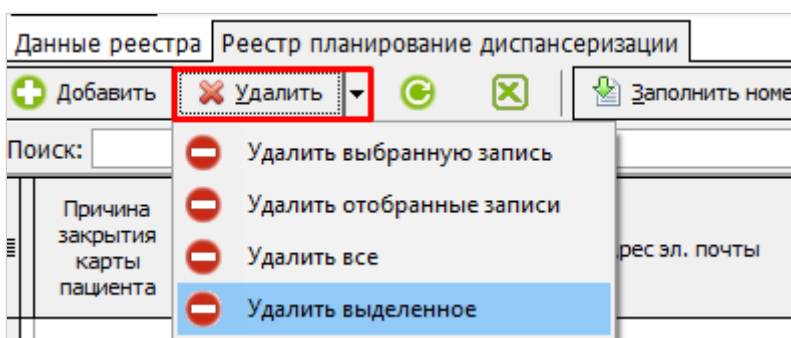 Данные реестра Реестр планирование диспансеризации
Добавить Удалить Заполнить номе
Поиск:
Удалить выбранную запись
Удалить отобранные записи
Удалить все
Удалить выделенное
Причина
закрытия
карты
пациента
рес эл. почты